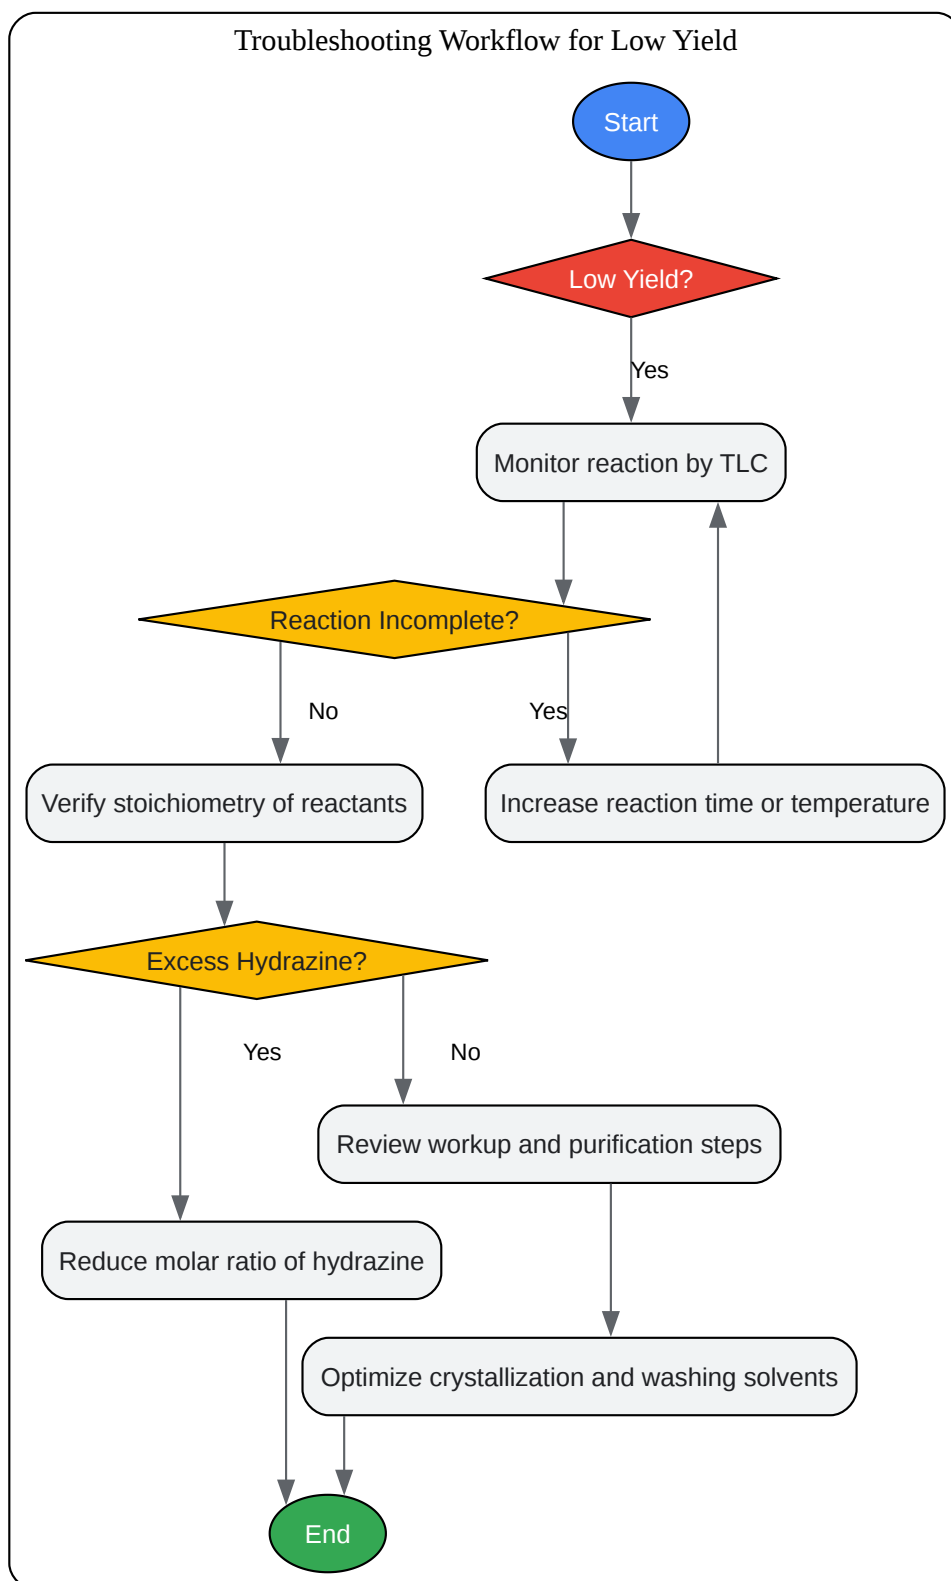 Troubleshooting Workflow for Low Yield
Start
Low Yield?
Yes
Monitor reaction by TLC
Reaction Incomplete?
No
Yes
Verify stoichiometry of reactants
Increase reaction time or temperature
Excess Hydrazine?
Yes
No
Review workup and purification steps
Reduce molar ratio of hydrazine
Optimize crystallization and washing solvents
End